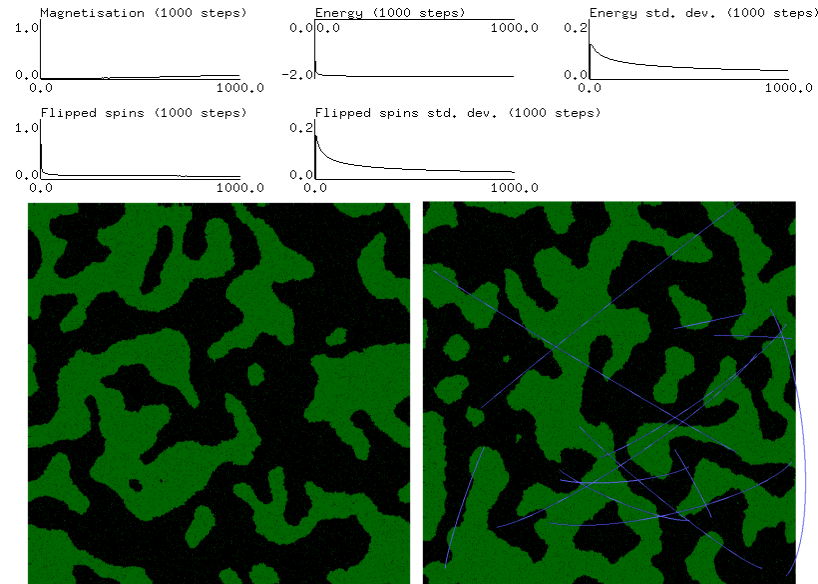 Magnetisation (1000 steps)
1.0
0.0
0.0 1000.0
Energy (1000 steps)
0.0 0.0 1000.0
-2.0
Energy std. dev. (1000 steps)
0.2
0.0
0.0 1000.0
Flipped spins (1000 steps)
1.0
0.0
0.0 1000.0
Flipped spins std. dev. (1000 steps)
0.2
0.0
0.0 1000.0